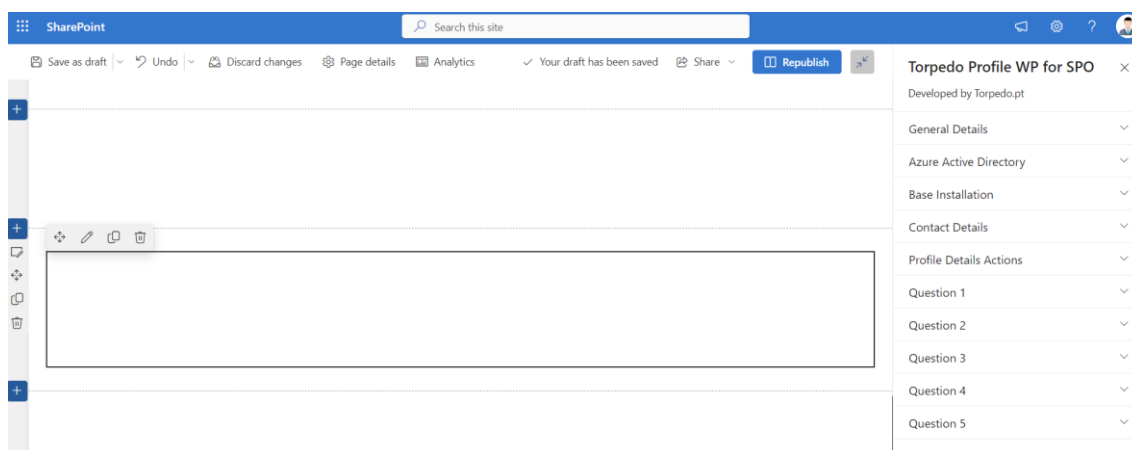 SharePoint
Search this site
?
Save as draft Undo Discard changes Page details Analytics Your draft has been saved Share Republish
Torpedo Profile WP for SPO
Developed by Torpedo.pt
General Details
Azure Active Directory
Base Installation
Contact Details
Profile Details Actions
Question 1
Question 2
Question 3
Question 4
Question 5